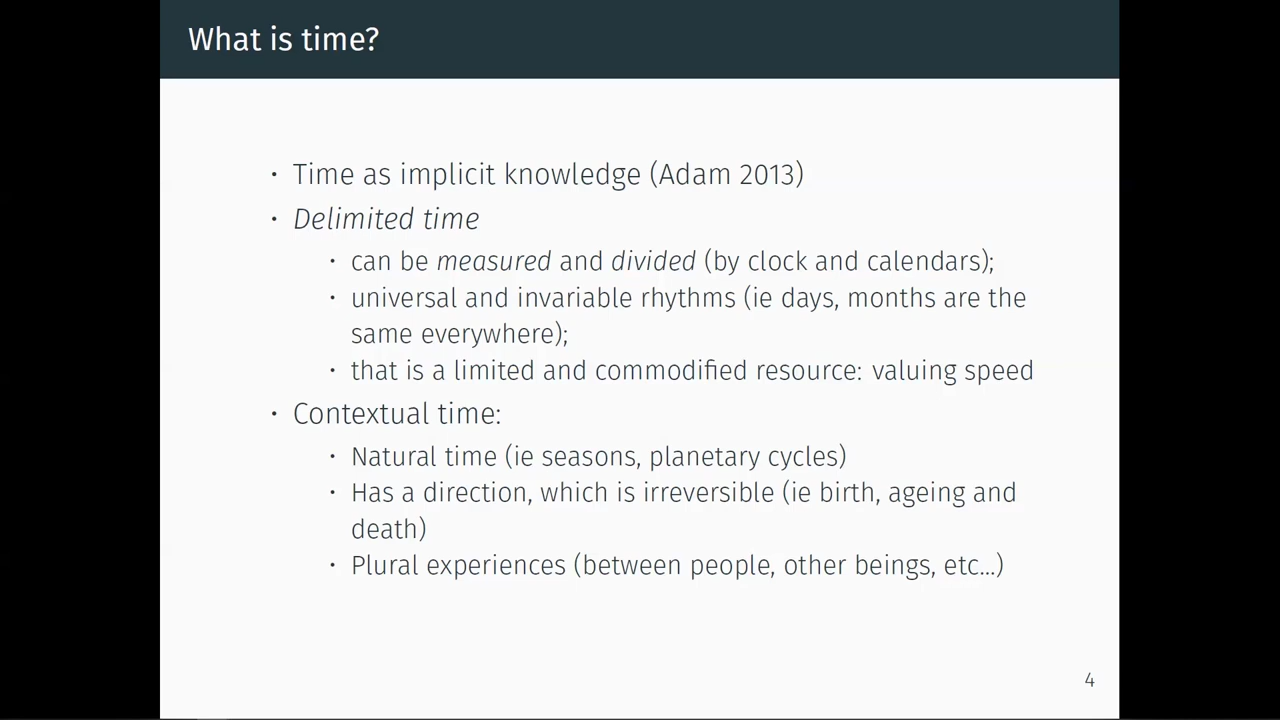 What is time?
• Time as implicit knowledge (Adam 2013)
• Delimited time
• can be measured and divided (by clock and calendars);
• universal and invariable rhythms (ie days, months are the
same everywhere);
• that is a limited and commodified resource: valuing speed
• Contextual time:
• Natural time (ie seasons, planetary cycles)
• Has a direction, which is irreversible (ie birth, ageing and
death)
• Plural experiences (between people, other beings, etc...)
4